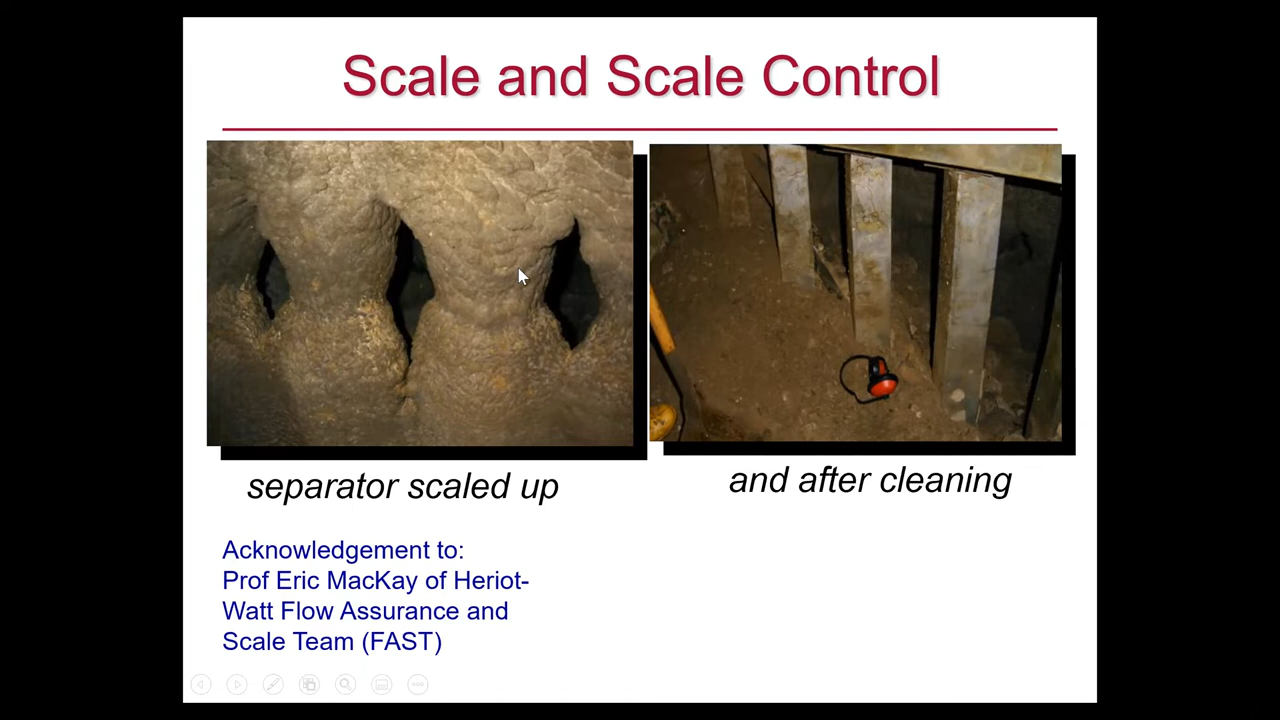 Scale and Scale Control
separator scaled up
and after cleaning
Acknowledgement to:
Prof Eric MacKay of Heriot-
Watt Flow Assurance and
Scale Team (FAST)